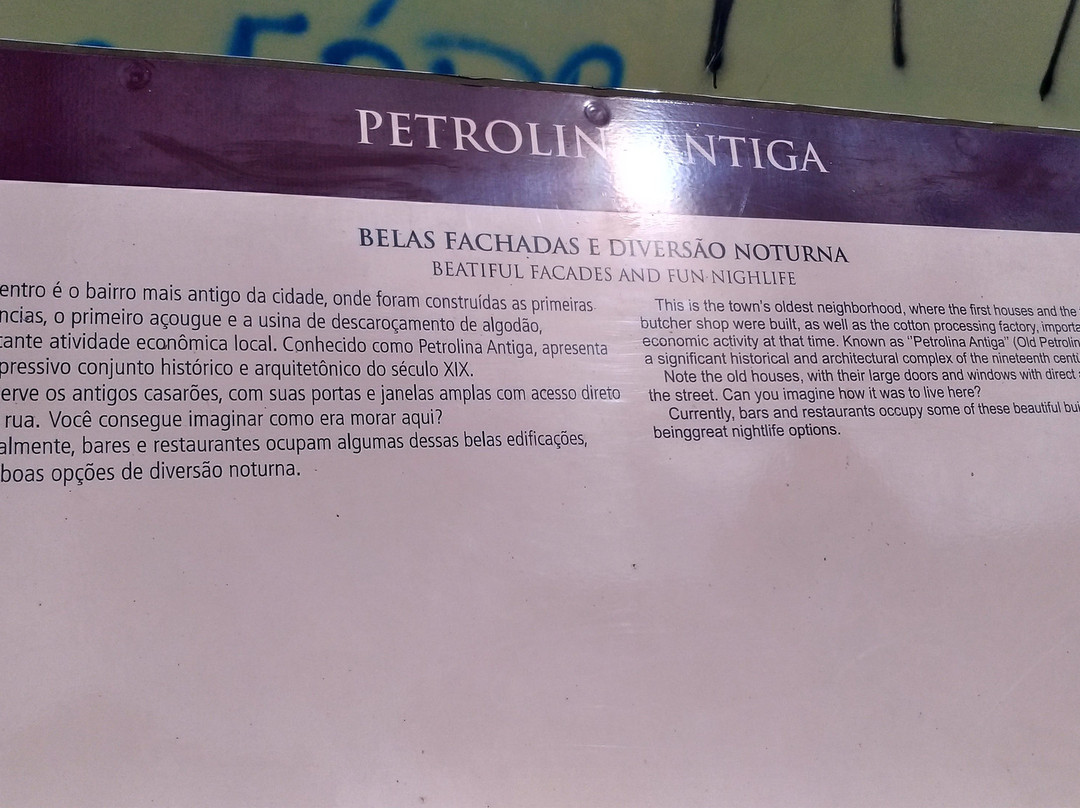 PETROLINA ANTIGA
BELAS FACHADAS E DIVERSÃO NOTURNA
BEATIFUL FACADES AND FUN NIGHLIFE
entro é o bairro mais antigo da cidade, onde foram construídas as primeiras
ncias, o primeiro açougue e a usina de descaroçamento de algodão,
tante atividade econômica local. Conhecido como Petrolina Antiga, apresenta
pressivo conjunto histórico e arquitetônico do século XIX.
erve os antigos casarões, com suas portas e janelas amplas com acesso direto
rua. Você consegue imaginar como era morar aqui?
almente, bares e restaurantes ocupam algumas dessas belas edificações,
boas opções de diversão noturna.
This is the town's oldest neighborhood, where the first houses and the
butcher shop were built, as well as the cotton processing factory, importa
economic activity at that time. Known as "Petrolina Antiga" (Old Petrolin
a significant historical and architectural complex of the nineteenth centu
Note the old houses, with their large doors and windows with direct
the street. Can you imagine how it was to live here?
Currently, bars and restaurants occupy some of these beautiful bui
beinggreat nightlife options.